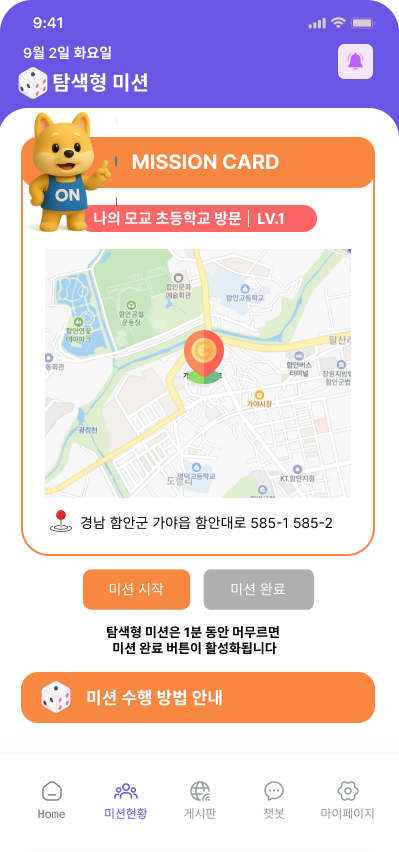 9:41
9월 2일 화요일
탐색형 미션
MISSION CARD
ON
나의 모교 초등학교 방문 | LV.1
함안문화
예술회관
함안고등학교
함안공설
운동장
함안연꽃
테마파크
말산리
함안버스
터미널
창원지방법
함안군법
가야시장
광정천
명덕고등학교
도항리
KT함안지점
경남 함안군 가야읍 함안대로 585-1 585-2
미션 시작
미션 완료
탐색형 미션은 1분 동안 머무르면
미션 완료 버튼이 활성화됩니다
미션 수행 방법 안내
Home
미션현황
게시판
챗봇
마이페이지